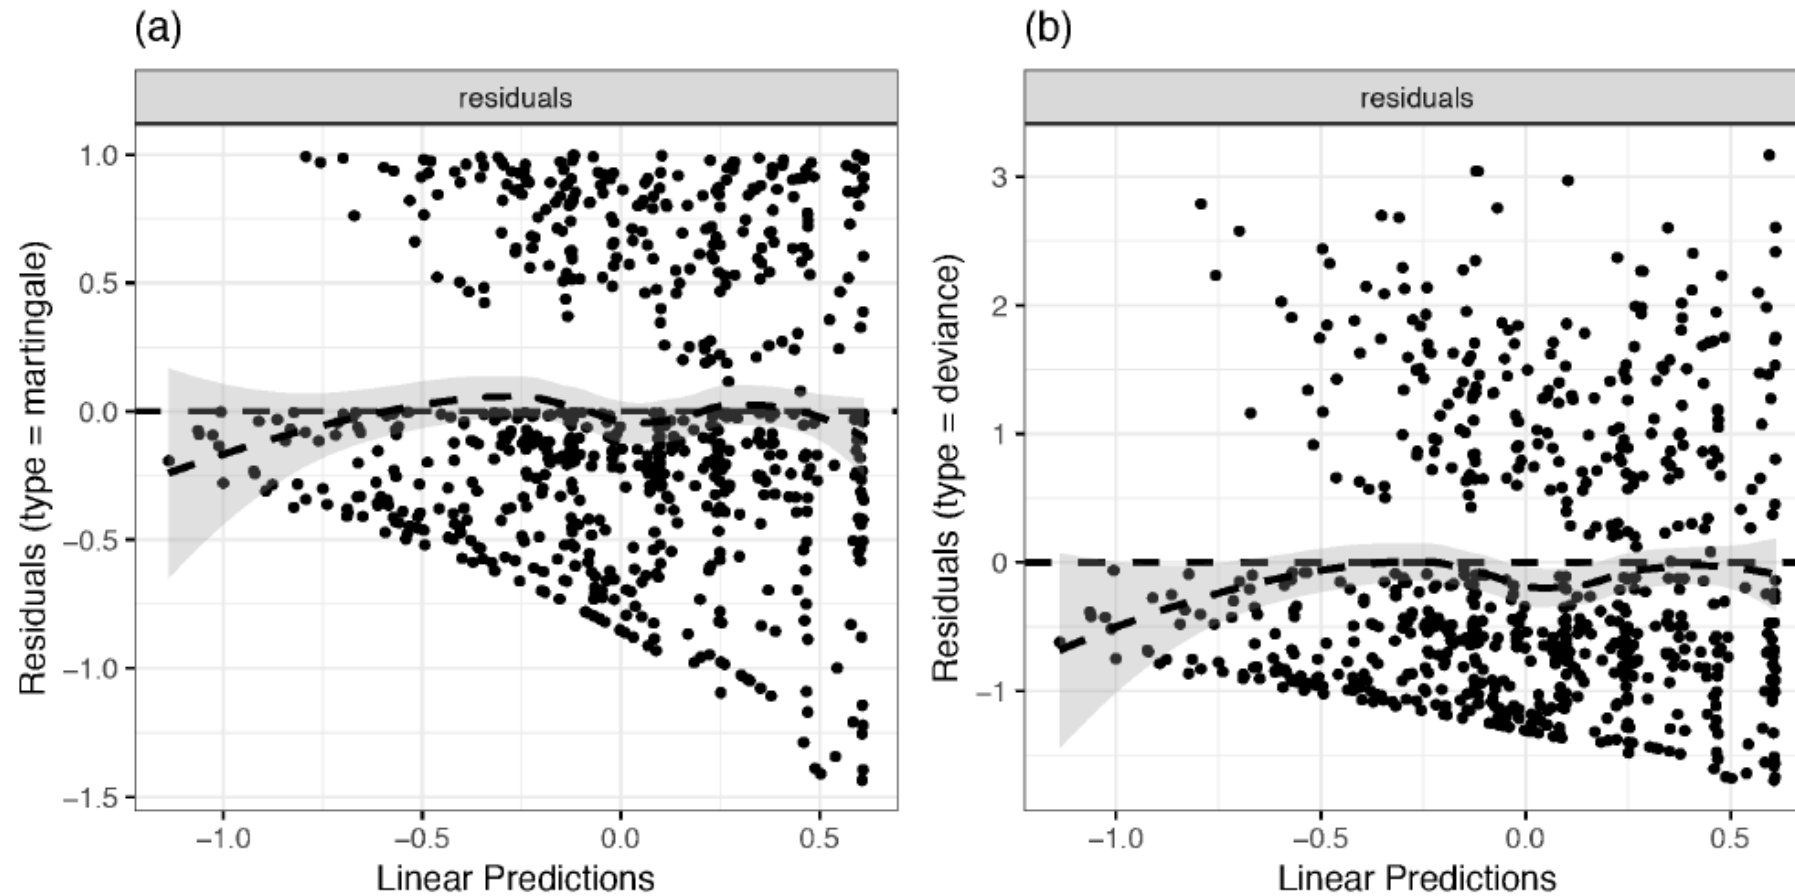 (a)
residuals
Residuals (type = martingale)
1.0
0.5
0.0
−0.5
−1.0
−1.5
−1.0
−0.5
0.0
0.5
Linear Predictions
(b)
residuals
Residuals (type = deviance)
3
2
1
0
−1
−1.0
−0.5
0.0
0.5
Linear Predictions